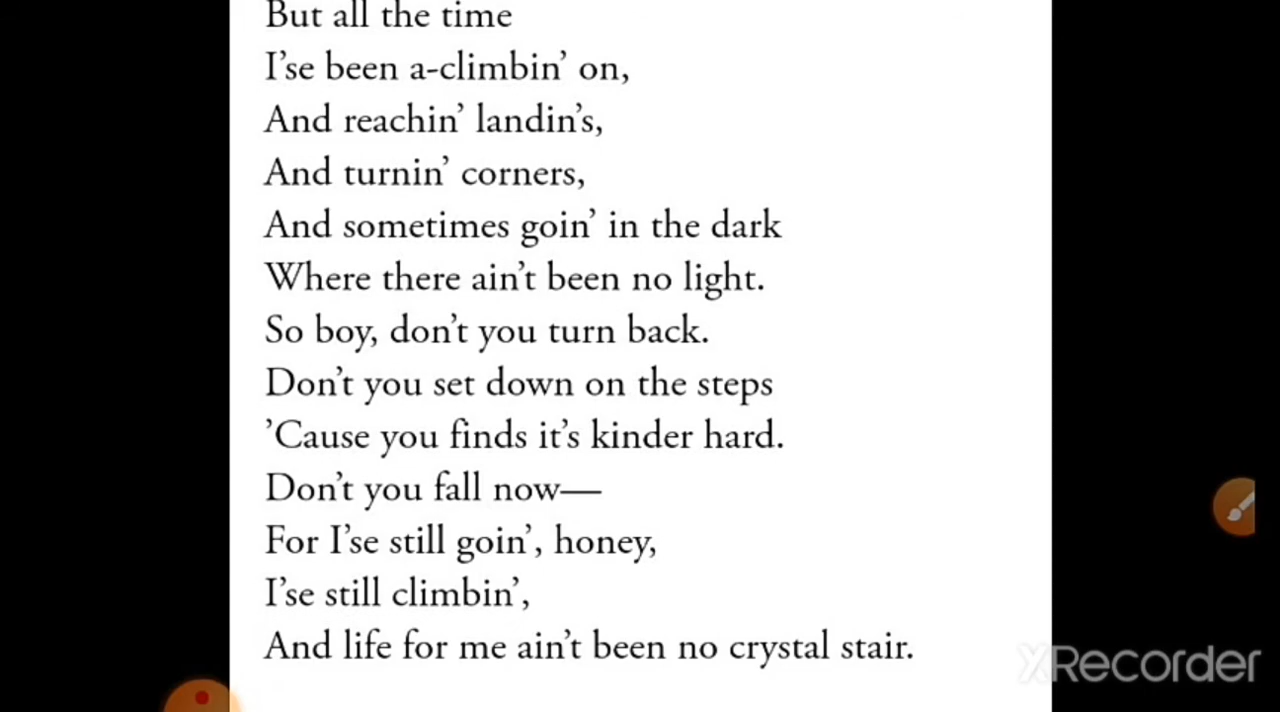 But all the time
I’se been a-climbin’ on,
And reachin’ landin’s,
And turnin’ corners,
And sometimes goin’ in the dark
Where there ain’t been no light.
So boy, don’t you turn back.
Don’t you set down on the steps
’Cause you finds it’s kinder hard.
Don’t you fall now—
For I’se still goin’, honey,
I’se still climbin’,
And life for me ain’t been no crystal stair.
XRecorder